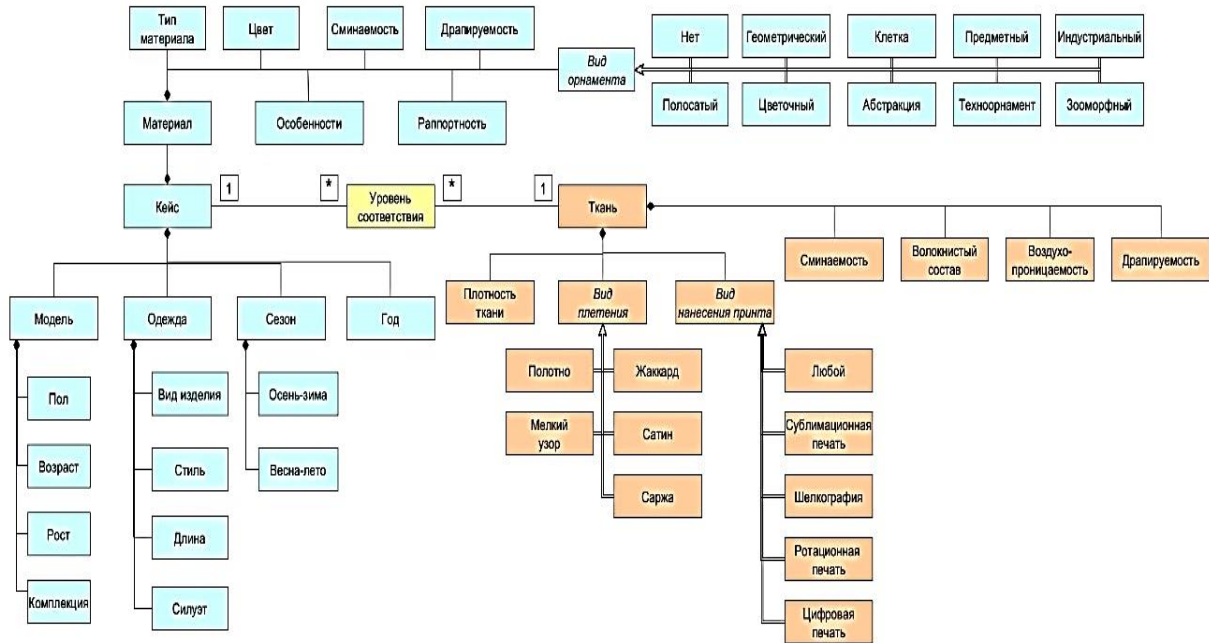 Тип
материала
Цвет
Сминаемость
Драпируемость
Вид
орнамента
Нет
Геометрический
Клетка
Предметный
Индустриальный
Полосатый
Цветочный
Абстракция
Техноорнамент
Зооморфный
Материал
Особенности
Раппортность
Кейс
1
*
Уровень
соответствия
*
1
Ткань
Сминаемость
Волокнистый
состав
Воздухо-
проницаемость
Драпируемость
Модель
Одежда
Сезон
Год
Плотность
ткани
Вид
плетения
Вид
нанесения принта
Пол
Вид изделия
Осень-зима
Полотно
Жаккард
Любой
Возраст
Стиль
Весна-лето
Мелкий
узор
Сатин
Сублимационная
печать
Рост
Длина
Саржа
Шелкография
Комплекция
Силуэт
Ротационная
печать
Цифровая
печать